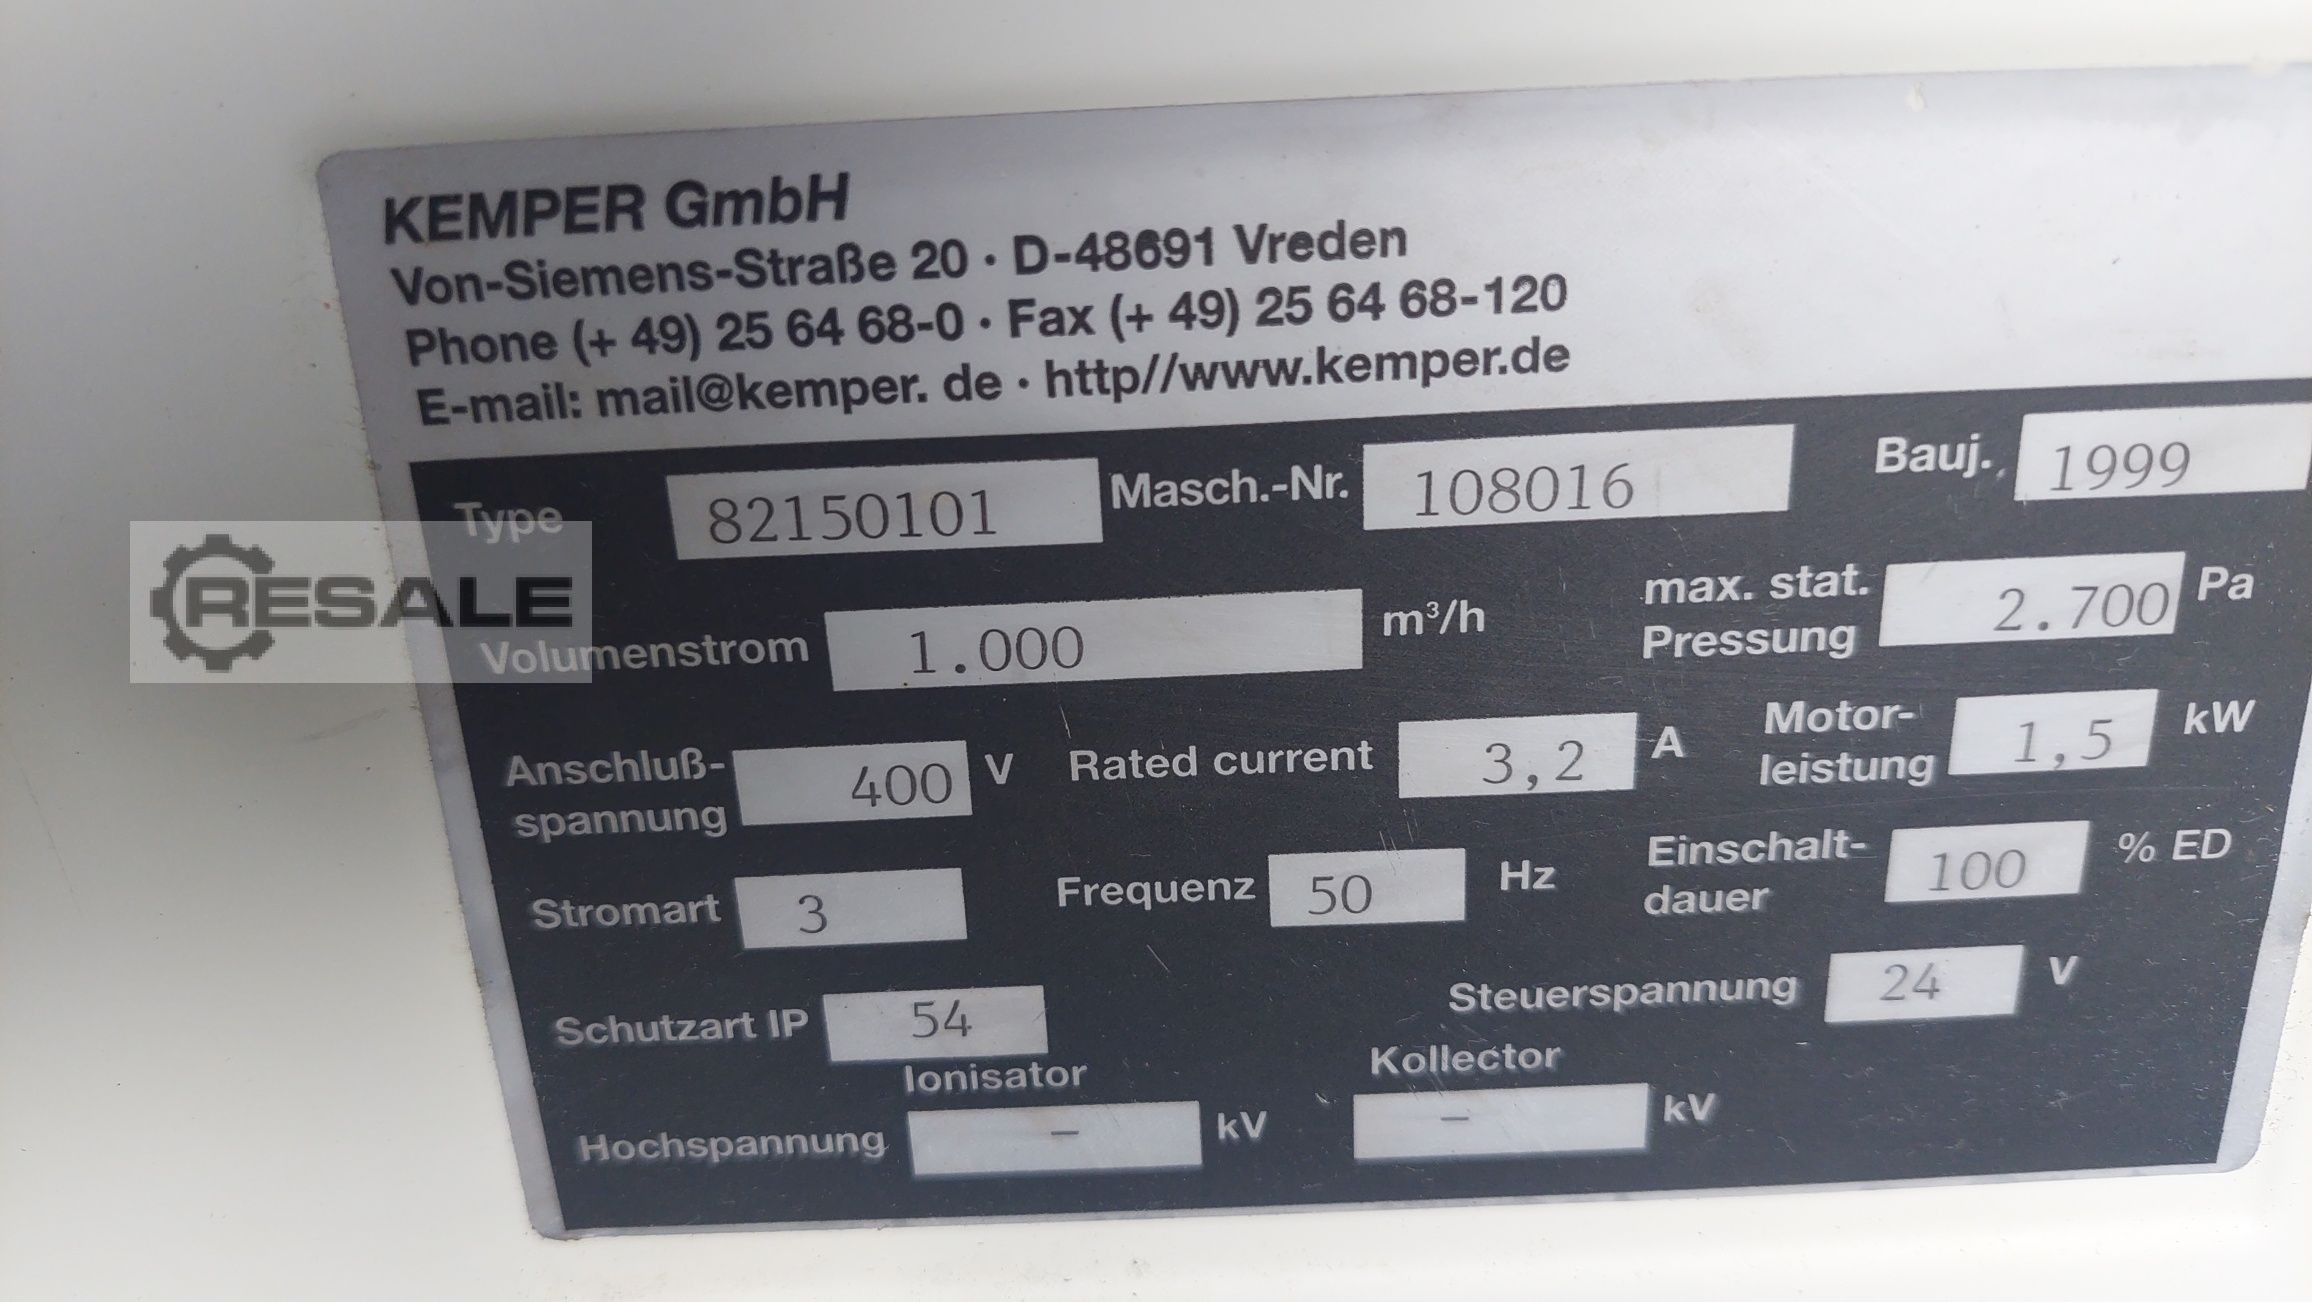 KEMPER GmbH
Von-Siemens-Straße 20 · D-48691 Vreden
Phone (+ 49) 25 64 68-0 · Fax (+ 49) 25 64 68-120
E-mail: mail@kemper. de · http//www.kemper.de
Type 82150101 Masch.-Nr. 108016 Bauj. 1999
RESALE
Volumenstrom 1.000 m³/h max. stat. Pressung 2.700 Pa
Anschluß-
spannung 400 V Rated current 3,2 A Motor-
leistung 1,5 kW
Stromart 3 Frequenz 50 Hz Einschalt-
dauer 100 % ED
Schutzart IP 54 Steuerspannung 24 V
Ionisator Kollector
Hochspannung – kV – kV